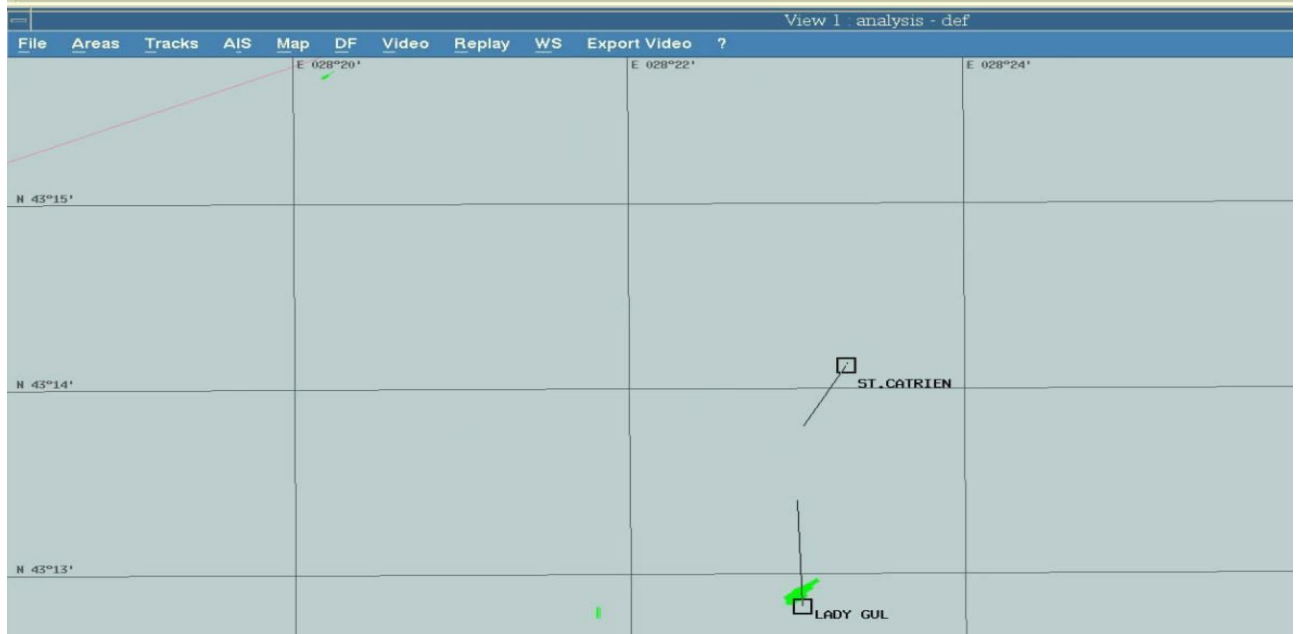 View 1 : analysis - def
File Areas Tracks AIS Map DF Video Replay WS Export Video ?
E 028°20' E 028°22' E 028°24'
N 43°15'
N 43°14'
ST.CATRIEN
N 43°13'
LADY GUL